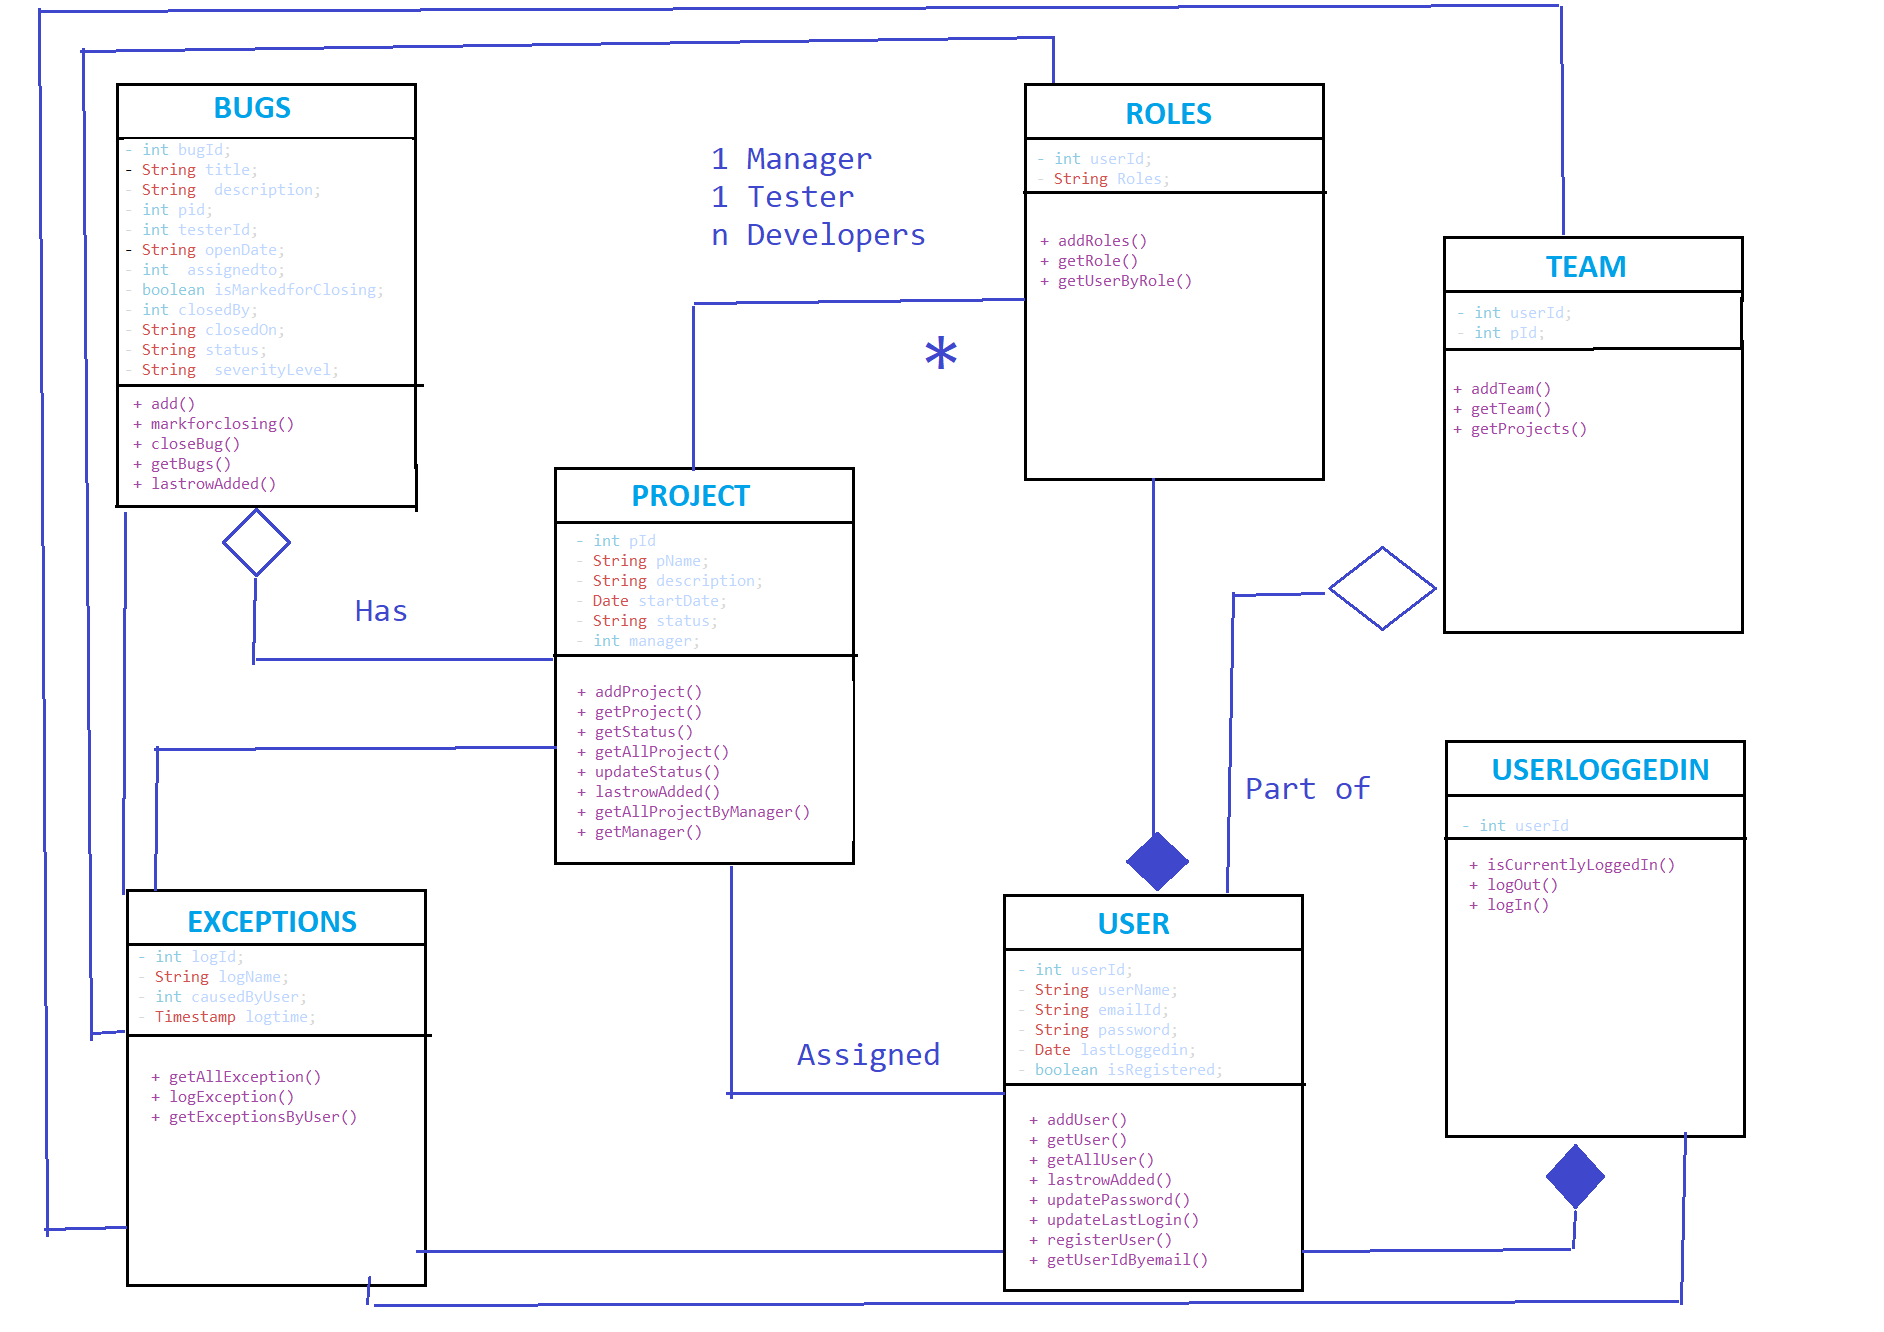 BUGS
- int bugId;
- String title;
- String  description;
- int pid;
- int testerId;
- String openDate;
- int  assignedto;
- boolean isMarkedforClosing;
- int closedBy;
- String closedOn;
- String status;
- String  severityLevel;
+ add()
+ markforclosing()
+ closeBug()
+ getBugs()
+ lastrowAdded()
1 Manager
1 Tester
n Developers
*
ROLES
- int userId;
- String Roles;
+ addRoles()
+ getRole()
+ getUserByRole()
TEAM
- int userId;
- int pId;
+ addTeam()
+ getTeam()
+ getProjects()
Has
PROJECT
- int pId
- String pName;
- String description;
- Date startDate;
- String status;
- int manager;
+ addProject()
+ getProject()
+ getStatus()
+ getAllProject()
+ updateStatus()
+ lastrowAdded()
+ getAllProjectByManager()
+ getManager()
Part of
USERLOGGEDIN
- int userId
+ isCurrentlyLoggedIn()
+ logOut()
+ logIn()
EXCEPTIONS
- int logId;
- String logName;
- int causedByUser;
- Timestamp logtime;
+ getAllException()
+ logException()
+ getExceptionsByUser()
Assigned
USER
- int userId;
- String userName;
- String emailId;
- String password;
- Date lastLoggedin;
- boolean isRegistered;
+ addUser()
+ getUser()
+ getAllUser()
+ lastrowAdded()
+ updatePassword()
+ updateLastLogin()
+ registerUser()
+ getUserIdByemail()